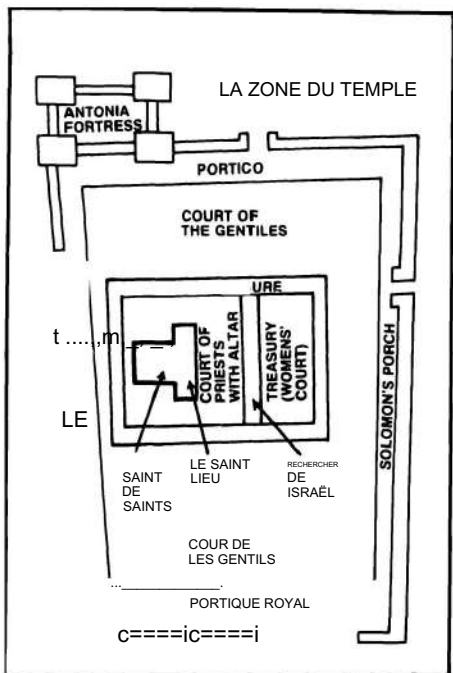 LA ZONE DU TEMPLE
ANTONIA
FORTRESS
PORTICO
COURT OF
THE GENTILES
URE
COURT OF
PRIESTS
WITH ALTAR
TREASURY
(WOMENS'
COURT)
SOLOMON'S PORCH
t ....,,m,_, _ ,
LE
SAINT
DE
SAINTS
LE SAINT
LIEU
RECHERCHER
DE
ISRAËL
COUR DE
LES GENTILS
PORTIQUE ROYAL
c====ic====i